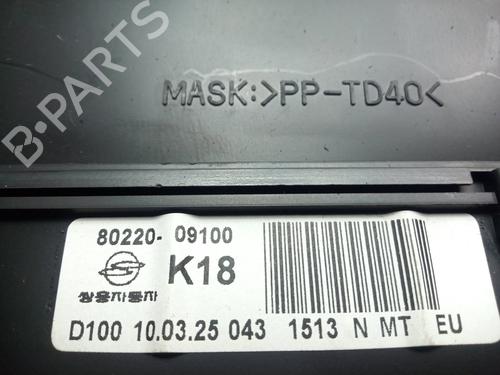 B-PARTS
MASK:>PP-TD40<
80220- 09100
K18
쌍용자동차
D100 10.03.25 043 1513 N MT EU